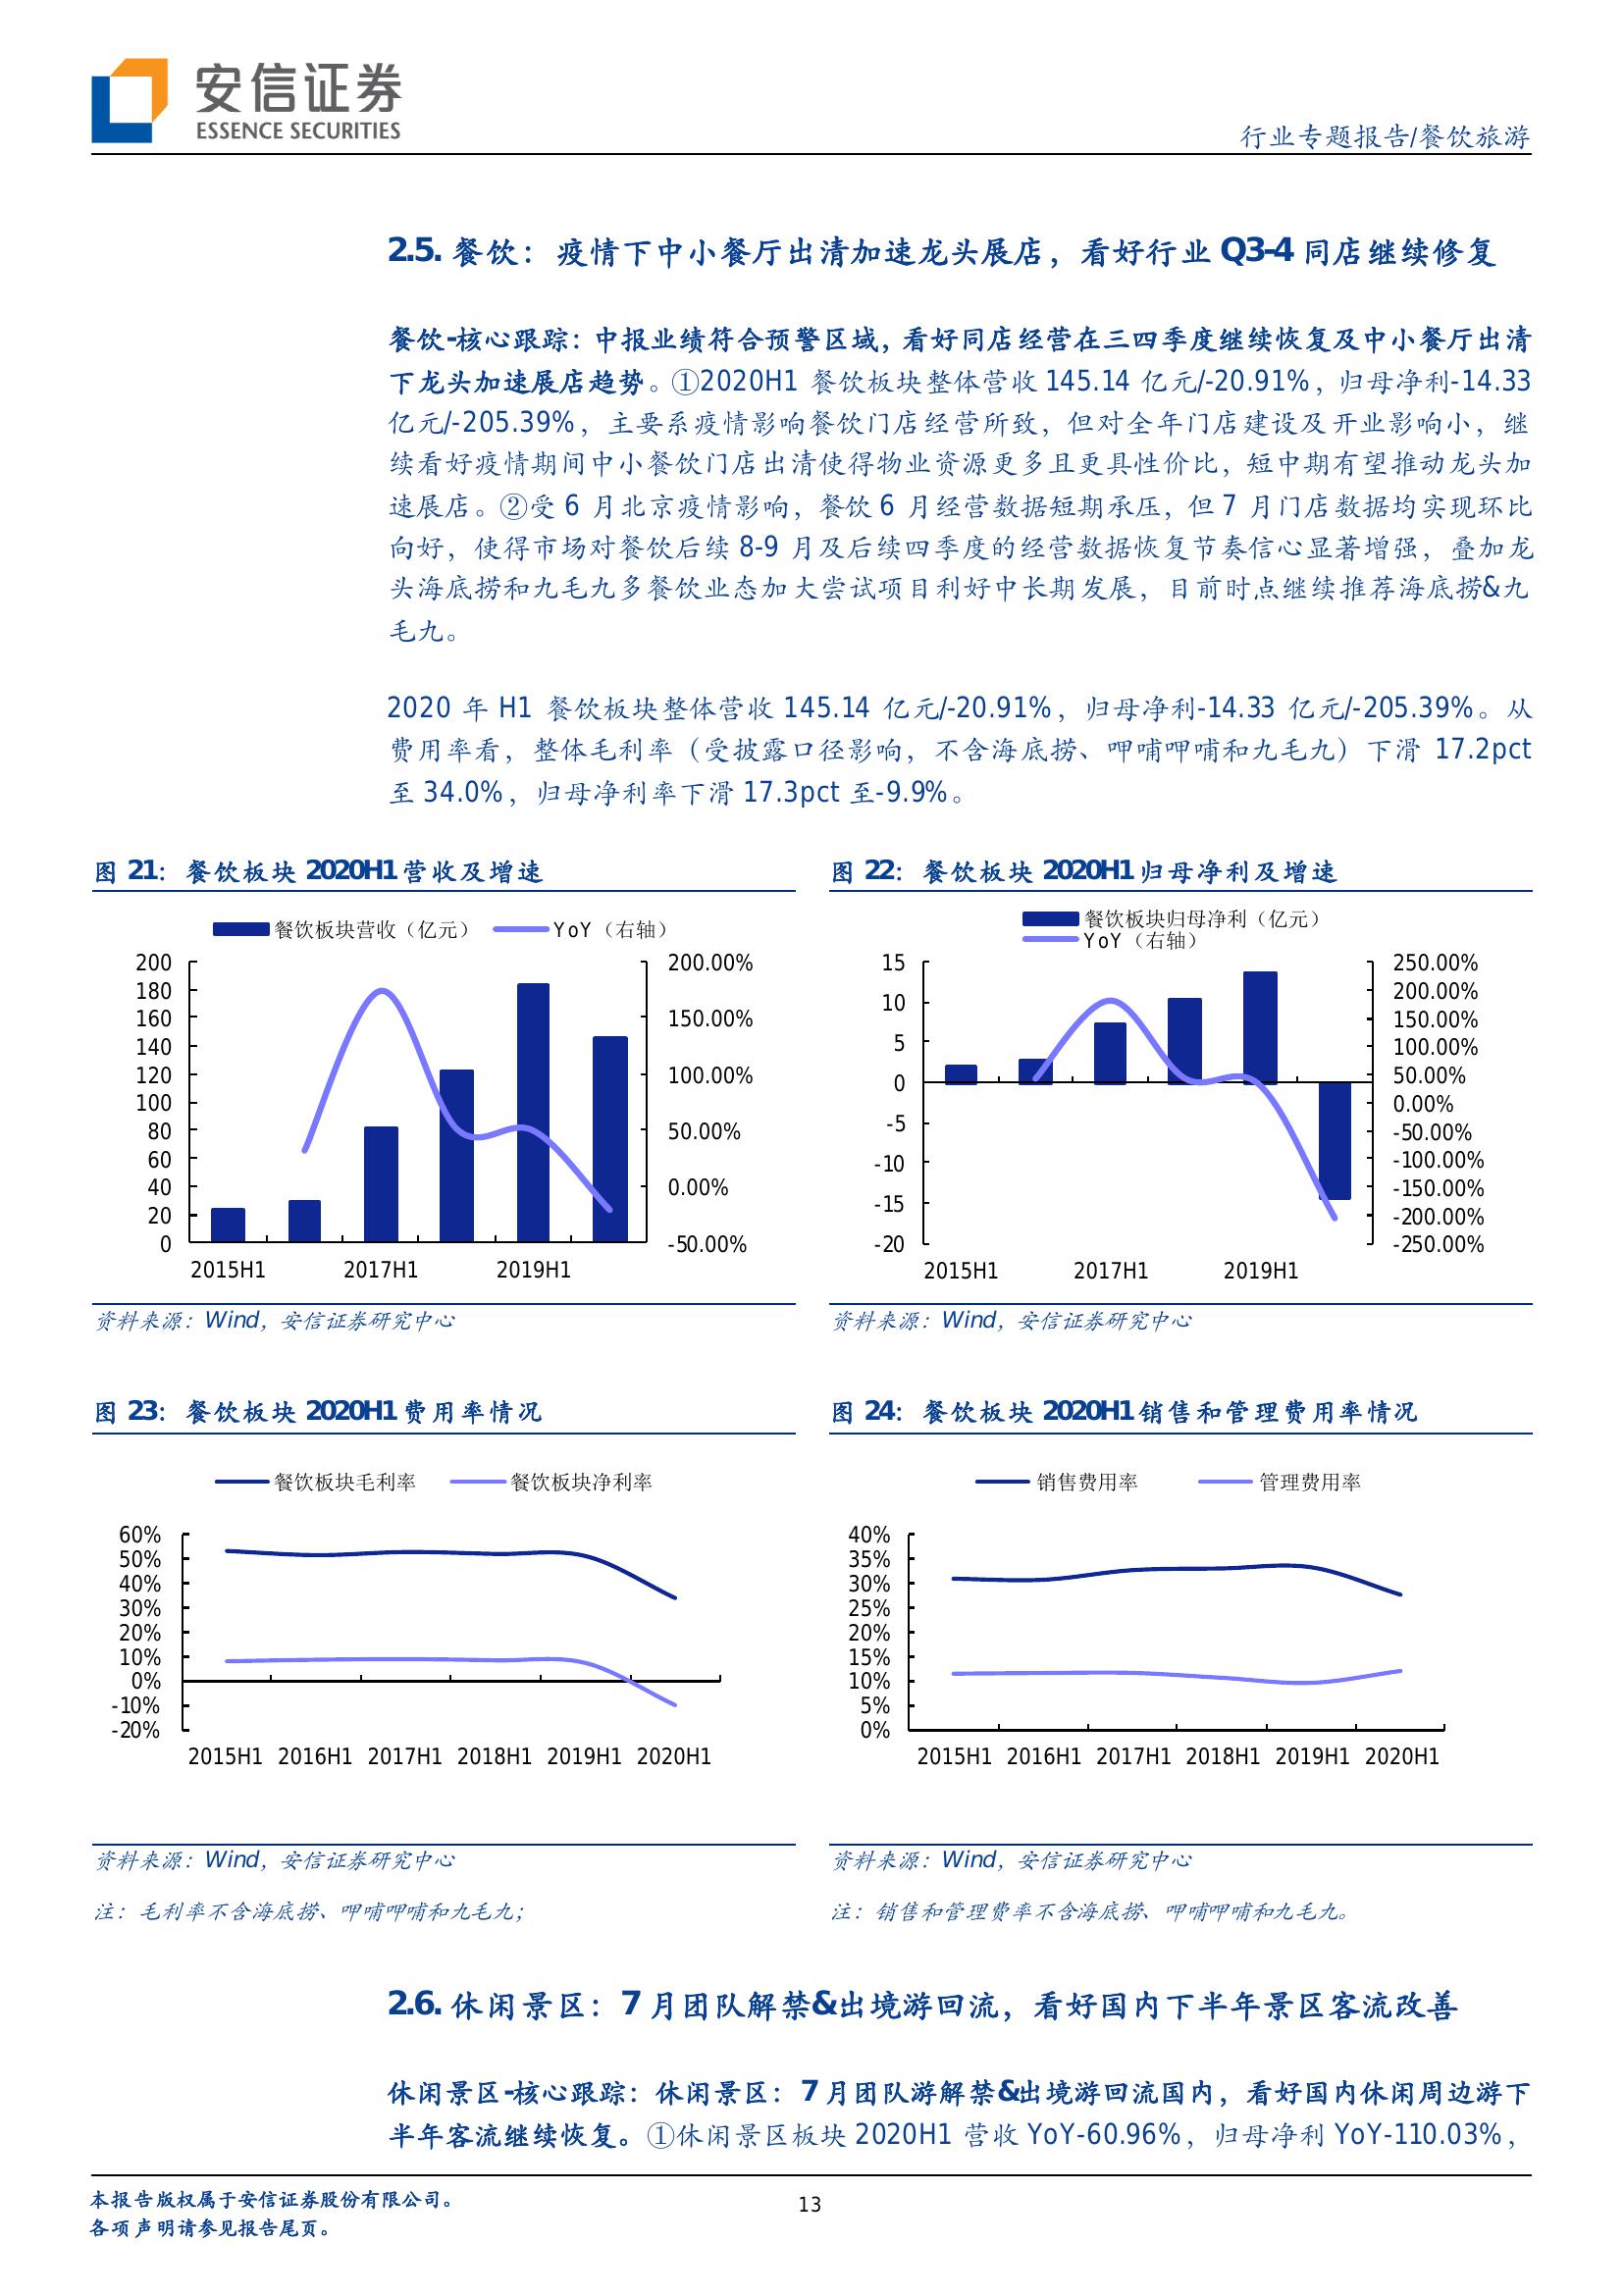 安信证券
ESSENCE SECURITIES
行业专题报告/餐饮旅游
2.5. 餐饮：疫情下中小餐厅出清加速龙头展店，看好行业 Q3-4 同店继续修复
餐饮-核心跟踪：中报业绩符合预警区域，看好同店经营在三四季度继续恢复及中小餐厅出清
下龙头加速展店趋势。①2020H1 餐饮板块整体营收 145.14 亿元/-20.91%，归母净利-14.33
亿元/-205.39%，主要系疫情影响餐饮门店经营所致，但对全年门店建设及开业影响小，继
续看好疫情期间中小餐饮门店出清使得物业资源更多且更具性价比，短中期有望推动龙头加
速展店。②受 6 月北京疫情影响，餐饮 6 月经营数据短期承压，但 7 月门店数据均实现环比
向好，使得市场对餐饮后续 8-9 月及后续四季度的经营数据恢复节奏信心显著增强，叠加龙
头海底捞和九毛九多餐饮业态加大尝试项目利好中长期发展，目前时点继续推荐海底捞&九
毛九。
2020 年 H1 餐饮板块整体营收 145.14 亿元/-20.91%，归母净利-14.33 亿元/-205.39%。从
费用率看，整体毛利率（受披露口径影响，不含海底捞、呷哺呷哺和九毛九）下滑 17.2pct
至 34.0%，归母净利率下滑 17.3pct 至-9.9%。
图 21：餐饮板块 2020H1 营收及增速
餐饮板块营收（亿元） YoY（右轴）
200 200.00%
180
160 150.00%
140
120 100.00%
100
80 50.00%
60
40 0.00%
20
0 -50.00%
2015H1 2017H1 2019H1
资料来源：Wind，安信证券研究中心
图 22：餐饮板块 2020H1 归母净利及增速
餐饮板块归母净利（亿元）
YoY（右轴）
15 250.00%
200.00%
10 150.00%
5 100.00%
0 50.00%
0.00%
-5 -50.00%
-10 -100.00%
-15 -150.00%
-200.00%
-20 -250.00%
2015H1 2017H1 2019H1
资料来源：Wind，安信证券研究中心
图 23：餐饮板块 2020H1 费用率情况
餐饮板块毛利率 餐饮板块净利率
60%
50%
40%
30%
20%
10%
0%
-10%
-20%
2015H1 2016H1 2017H1 2018H1 2019H1 2020H1
资料来源：Wind，安信证券研究中心
注：毛利率不含海底捞、呷哺呷哺和九毛九；
图 24：餐饮板块 2020H1 销售和管理费用率情况
销售费用率 管理费用率
40%
35%
30%
25%
20%
15%
10%
5%
0%
2015H1 2016H1 2017H1 2018H1 2019H1 2020H1
资料来源：Wind，安信证券研究中心
注：销售和管理费率不含海底捞、呷哺呷哺和九毛九。
2.6. 休闲景区：7 月团队解禁&出境游回流，看好国内下半年景区客流改善
休闲景区-核心跟踪：休闲景区：7 月团队游解禁&出境游回流国内，看好国内休闲周边游下
半年客流继续恢复。①休闲景区板块 2020H1 营收 YoY-60.96%，归母净利 YoY-110.03%，
本报告版权属于安信证券股份有限公司。
各项声明请参见报告尾页。
13